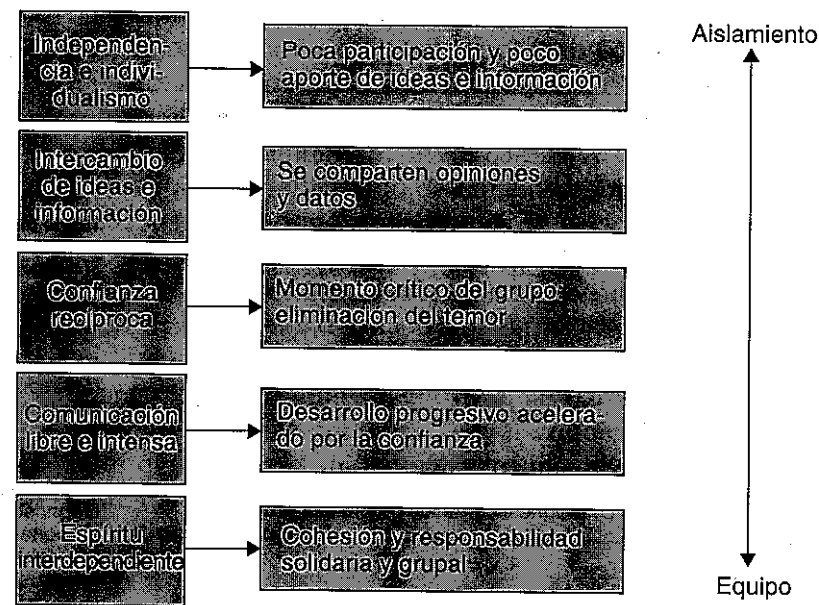 Independen-
cia e indivi-
dualismo
Poca participación y poco
aporte de ideas e información
Aislamiento
Intercambio
de ideas e
información
Se comparten opiniones
y datos
Confianza
recíproca
Momento crítico del grupo:
eliminación del temor
Comunicación
libre e intensa
Desarrollo progresivo acelera-
do por la confianza
Espíritu
interdependiente
Cohesión y responsabilidad
solidaria y grupal
Equipo